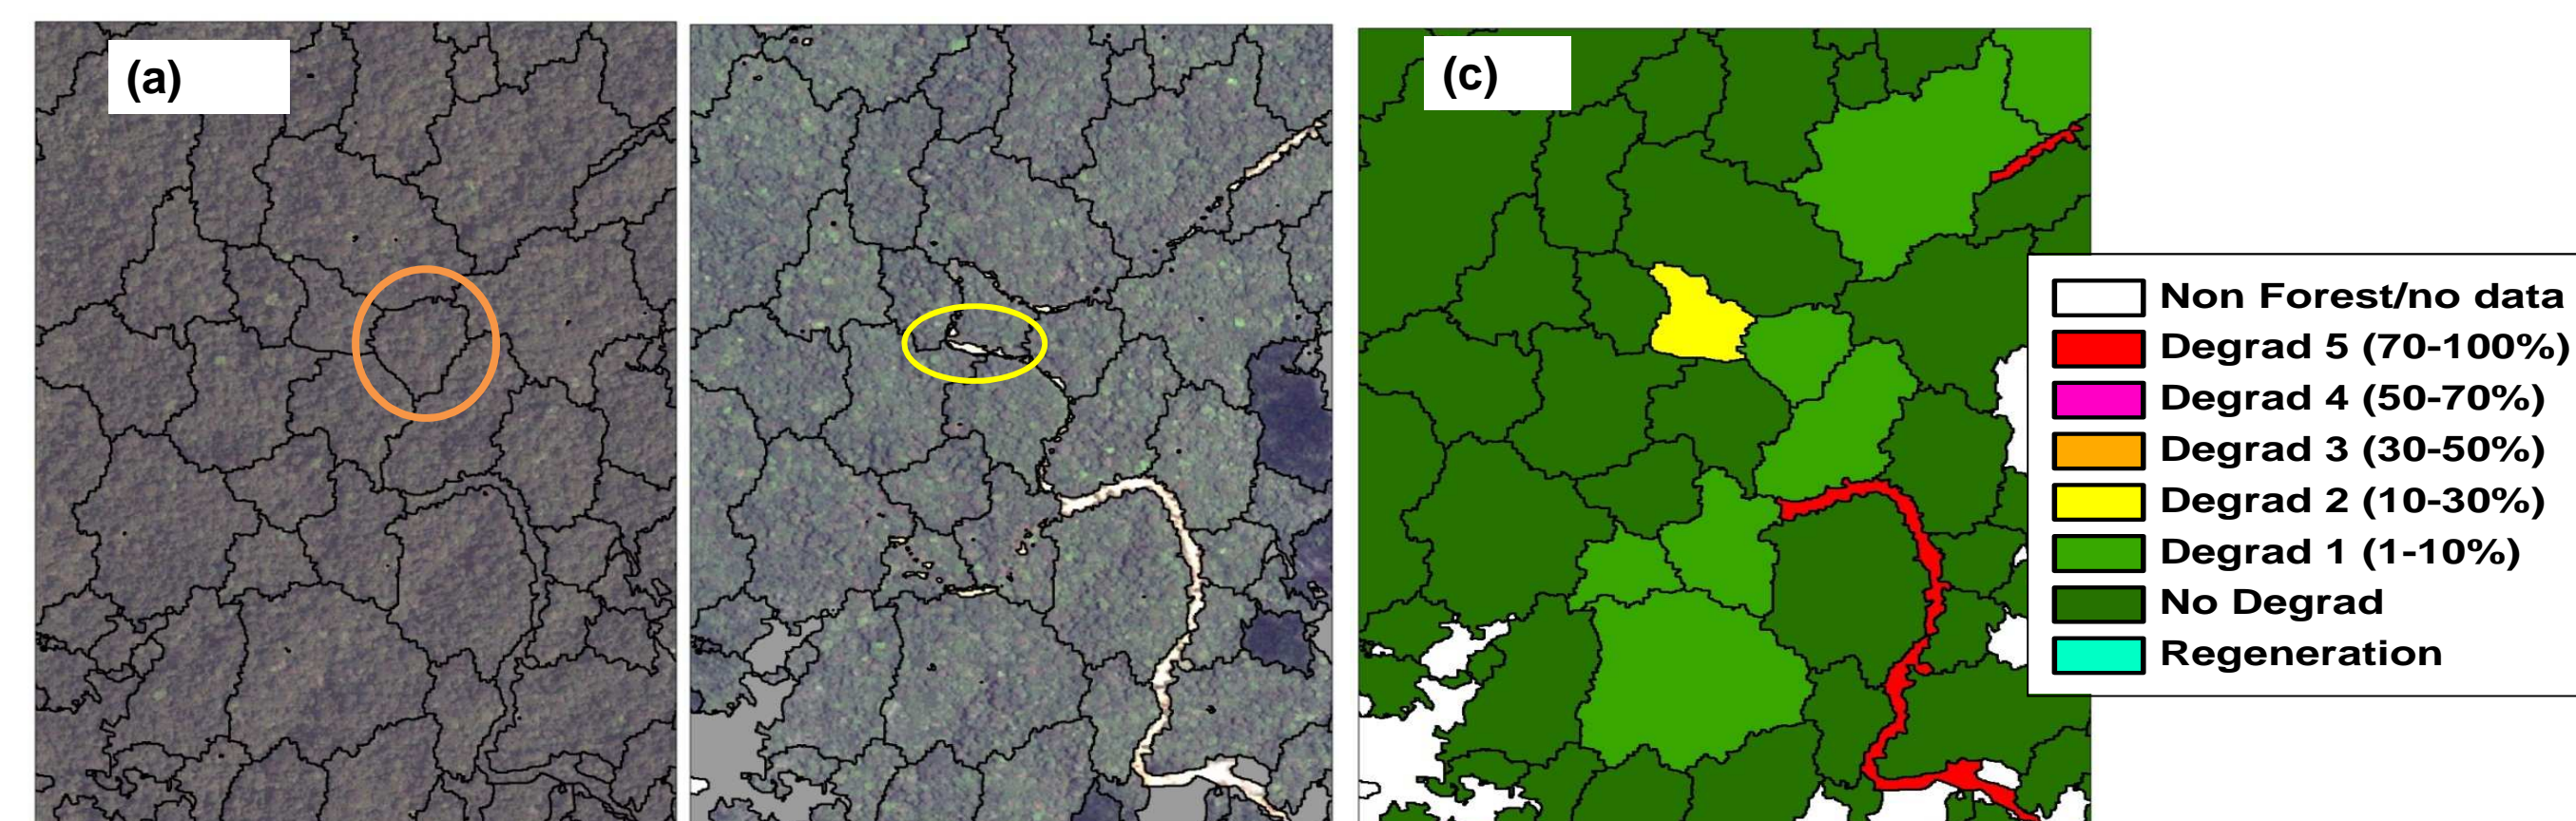 (a)
(c)
Non Forest/no data
Degrad 5 (70-100%)
Degrad 4 (50-70%)
Degrad 3 (30-50%)
Degrad 2 (10-30%)
Degrad 1 (1-10%)
No Degrad
Regeneration